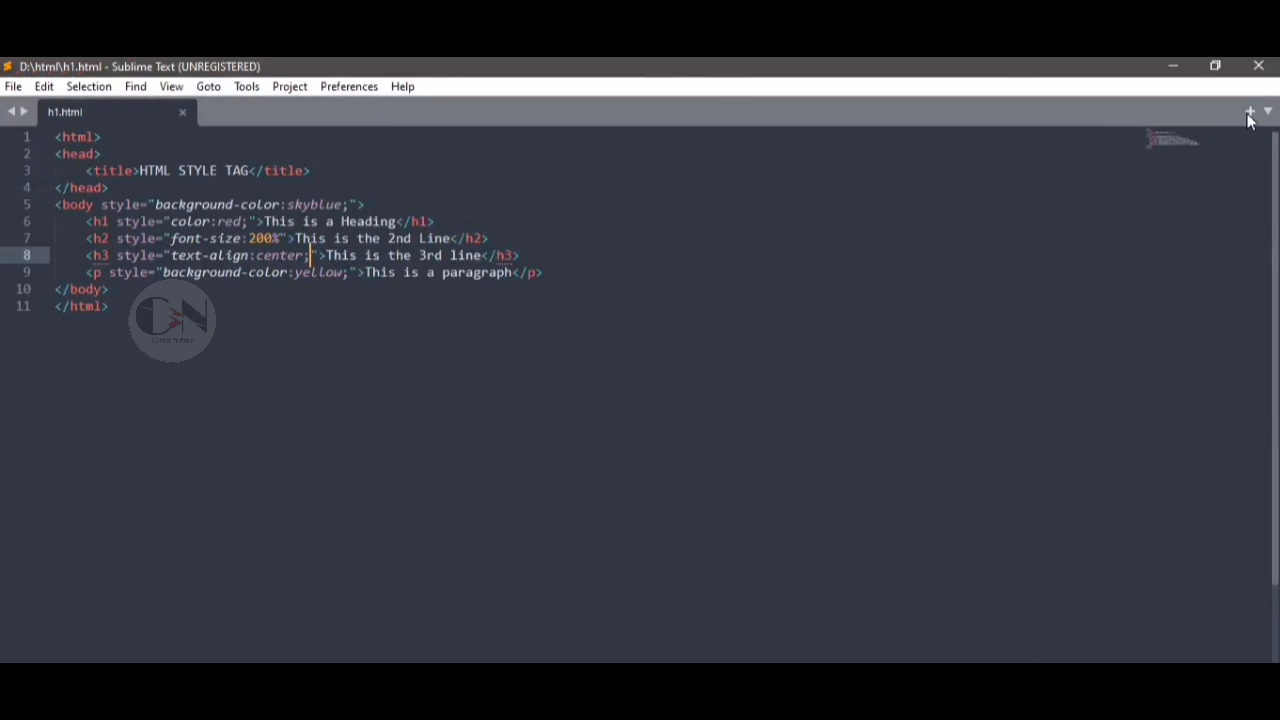 D:\html\h1.html - Sublime Text (UNREGISTERED)
File Edit Selection Find View Goto Tools Project Preferences Help
h1.html
1 <html>
2 <head>
3 <title>HTML STYLE TAG</title>
4 </head>
5 <body style="background-color:skyblue;">
6 <h1 style="color:red;">This is a Heading</h1>
7 <h2 style="font-size:200%">This is the 2nd Line</h2>
8 <h3 style="text-align:center;">This is the 3rd line</h3>
9 <p style="background-color:yellow;">This is a paragraph</p>
10 </body>
11 </html>